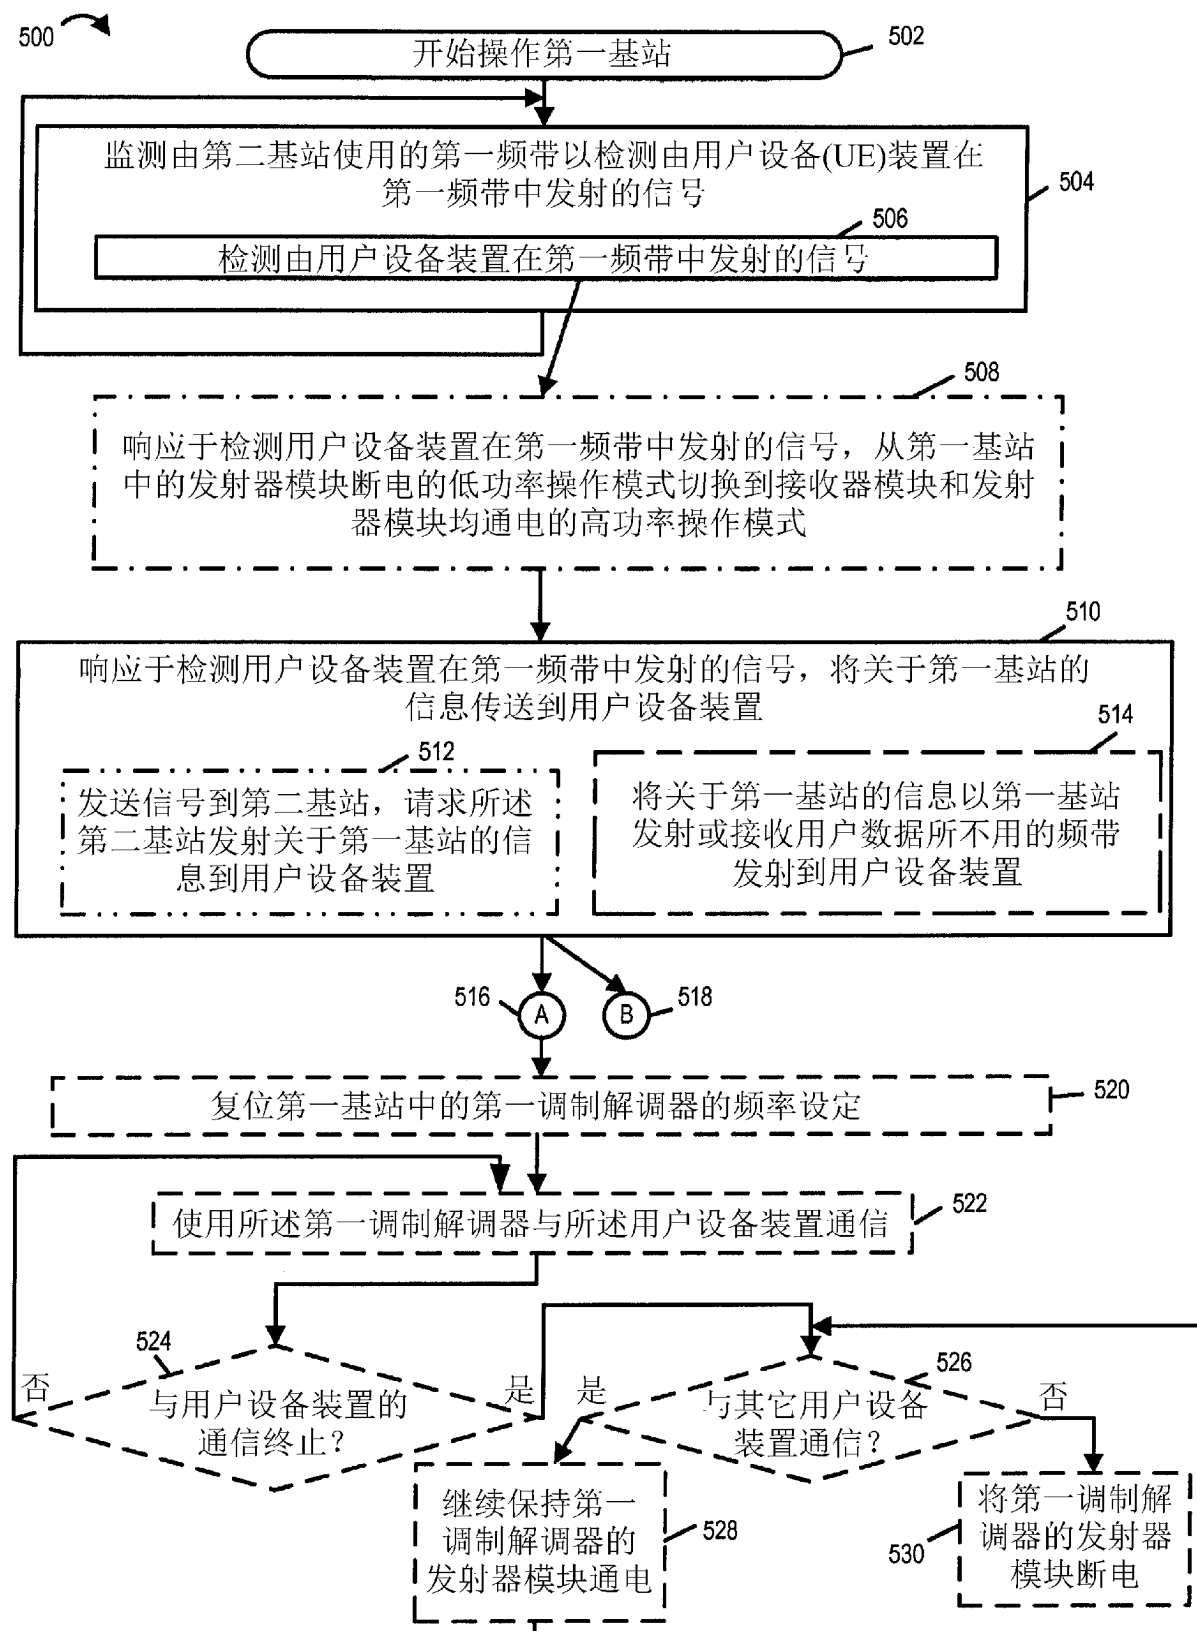 500
开始操作第一基站
502
监测由第二基站使用的第一频带以检测由用户设备(UE)装置在
第一频带中发射的信号
504
506
检测由用户设备装置在第一频带中发射的信号
508
响应于检测用户设备装置在第一频带中发射的信号，从第一基站
中的发射器模块断电的低功率操作模式切换到接收器模块和发射
器模块均通电的高功率操作模式
510
响应于检测用户设备装置在第一频带中发射的信号，将关于第一基站的
信息传送到用户设备装置
512
发送信号到第二基站，请求所述
第二基站发射关于第一基站的信
息到用户设备装置
514
将关于第一基站的信息以第一基站
发射或接收用户数据所不用的频带
发射到用户设备装置
516
A
B
518
复位第一基站中的第一调制解调器的频率设定
520
使用所述第一调制解调器与所述用户设备装置通信
522
524
否
与用户设备装置的
通信终止？
是
是
526
与其它用户设备
装置通信？
否
继续保持第一
调制解调器的
发射器模块通电
528
530
将第一调制解
调器的发射器
模块断电